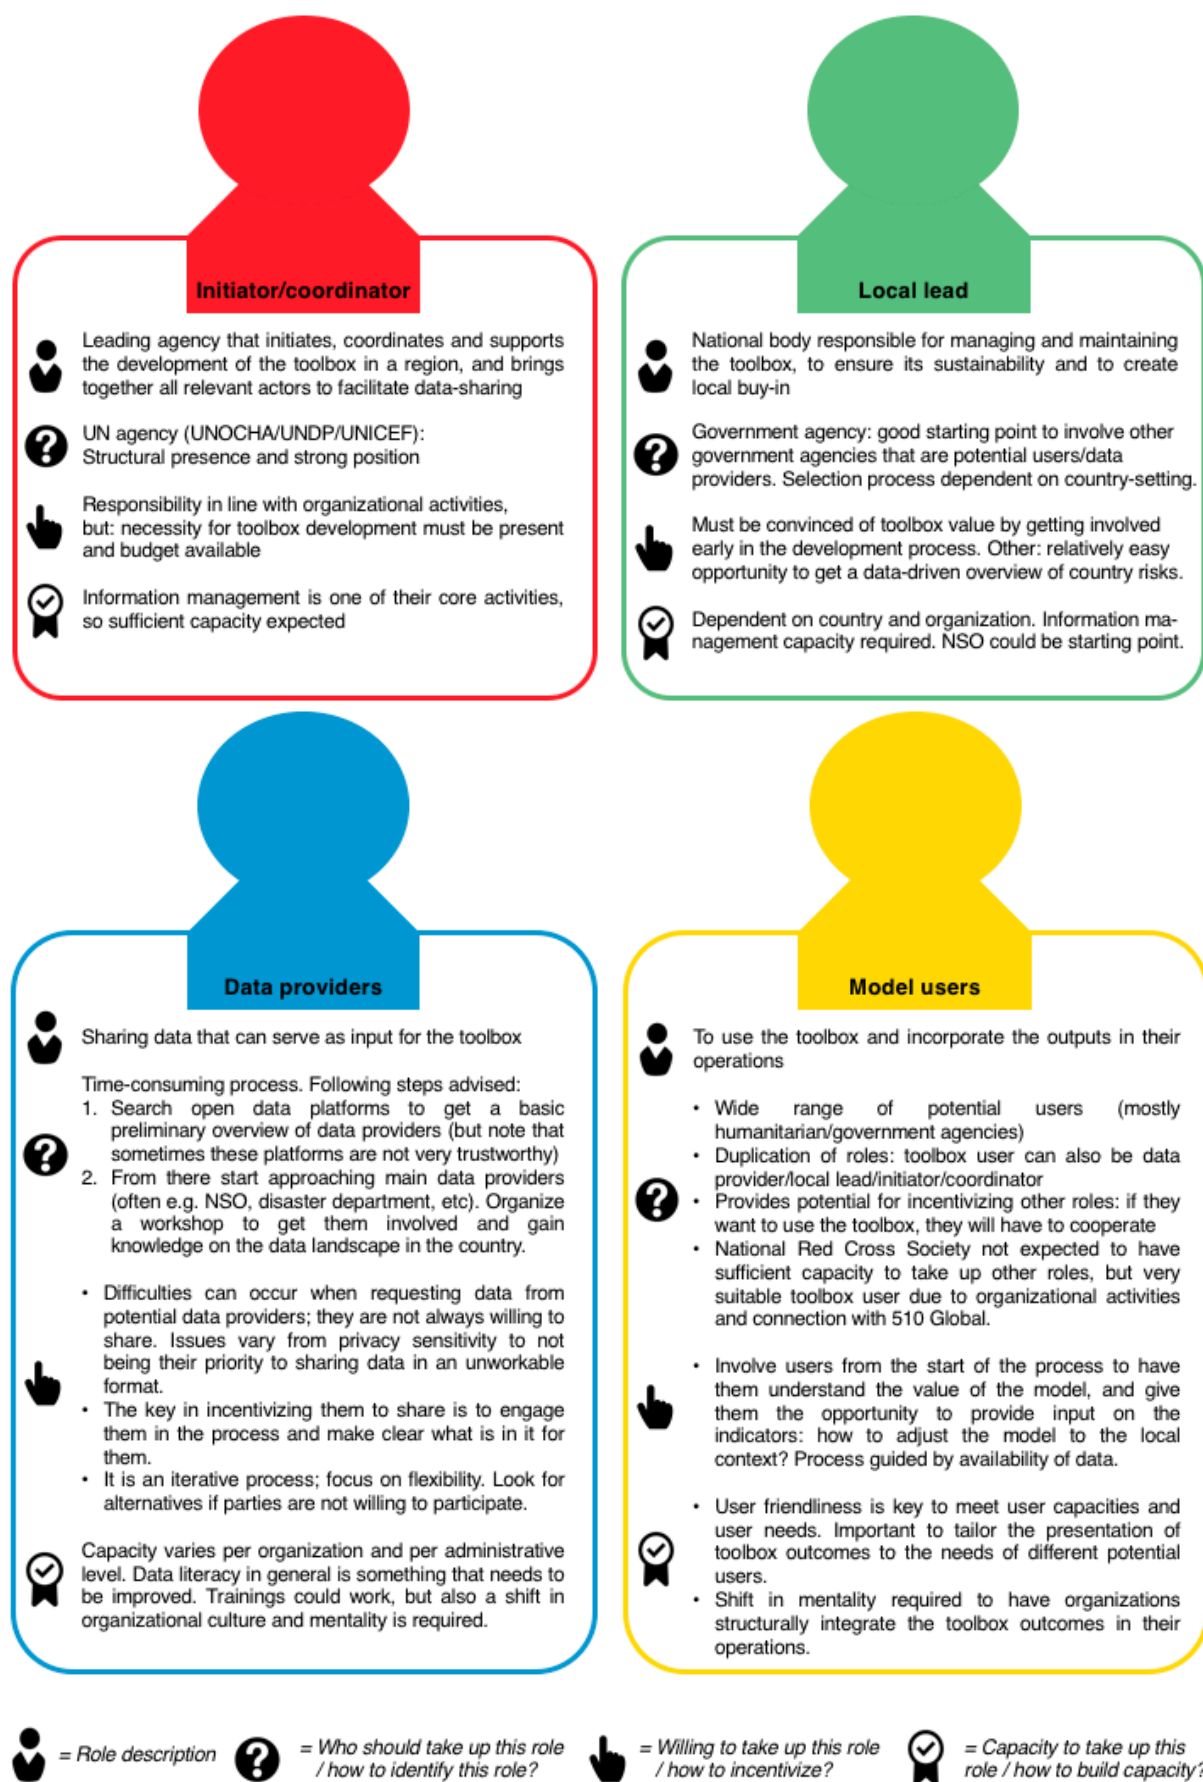 Initiator/coordinator
Leading agency that initiates, coordinates and supports
the development of the toolbox in a region, and brings
together all relevant actors to facilitate data-sharing
UN agency (UNOCHA/UNDP/UNICEF):
Structural presence and strong position
Responsibility in line with organizational activities,
but: necessity for toolbox development must be present
and budget available
Information management is one of their core activities,
so sufficient capacity expected
Local lead
National body responsible for managing and maintaining
the toolbox, to ensure its sustainability and to create
local buy-in
Government agency: good starting point to involve other
government agencies that are potential users/data
providers. Selection process dependent on country-setting.
Must be convinced of toolbox value by getting involved
early in the development process. Other: relatively easy
opportunity to get a data-driven overview of country risks.
Dependent on country and organization. Information ma-
nagement capacity required. NSO could be starting point.
Data providers
Sharing data that can serve as input for the toolbox
Time-consuming process. Following steps advised:
1. Search open data platforms to get a basic
preliminary overview of data providers (but note that
sometimes these platforms are not very trustworthy)
2. From there start approaching main data providers
(often e.g. NSO, disaster department, etc). Organize
a workshop to get them involved and gain
knowledge on the data landscape in the country.
• Difficulties can occur when requesting data from
potential data providers; they are not always willing to
share. Issues vary from privacy sensitivity to not
being their priority to sharing data in an unworkable
format.
• The key in incentivizing them to share is to engage
them in the process and make clear what is in it for
them.
• It is an iterative process; focus on flexibility. Look for
alternatives if parties are not willing to participate.
Capacity varies per organization and per administrative
level. Data literacy in general is something that needs to
be improved. Trainings could work, but also a shift in
organizational culture and mentality is required.
Model users
To use the toolbox and incorporate the outputs in their
operations
• Wide range of potential users (mostly
humanitarian/government agencies)
• Duplication of roles: toolbox user can also be data
provider/local lead/initiator/coordinator
• Provides potential for incentivizing other roles: if they
want to use the toolbox, they will have to cooperate
• National Red Cross Society not expected to have
sufficient capacity to take up other roles, but very
suitable toolbox user due to organizational activities
and connection with 510 Global.
• Involve users from the start of the process to have
them understand the value of the model, and give
them the opportunity to provide input on the
indicators: how to adjust the model to the local
context? Process guided by availability of data.
• User friendliness is key to meet user capacities and
user needs. Important to tailor the presentation of
toolbox outcomes to the needs of different potential
users.
• Shift in mentality required to have organizations
structurally integrate the toolbox outcomes in their
operations.
= Role description
= Who should take up this role
/ how to identify this role?
= Willing to take up this role
/ how to incentivize?
= Capacity to take up this
role / how to build capacity?